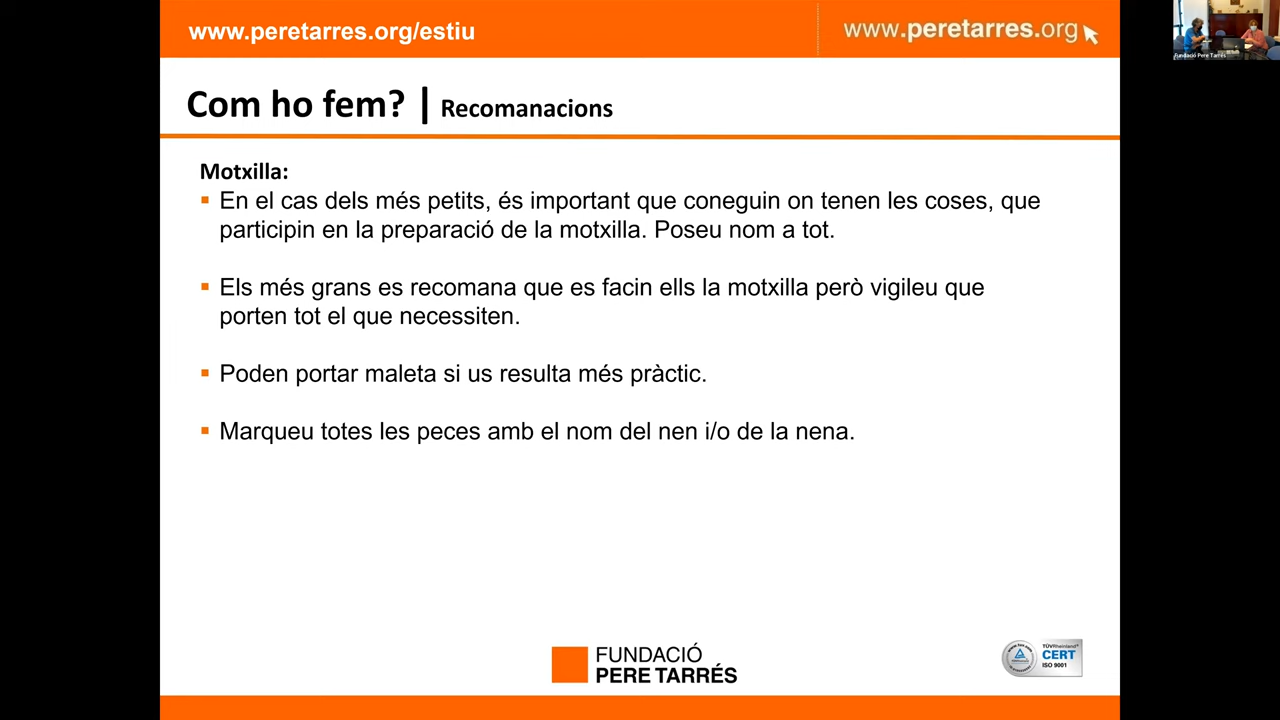 www.peretarres.org/estiu
www.peretarres.org
Fundació Pere Tarrés
Com ho fem? | Recomanacions
Motxilla:
▪ En el cas dels més petits, és important que coneguin on tenen les coses, que
participin en la preparació de la motxilla. Poseu nom a tot.
▪ Els més grans es recomana que es facin ells la motxilla però vigileu que
porten tot el que necessiten.
▪ Poden portar maleta si us resulta més pràctic.
▪ Marqueu totes les peces amb el nom del nen i/o de la nena.
FUNDACIÓ
PERE TARRÉS
TÜVRheinland
CERT
ISO 9001